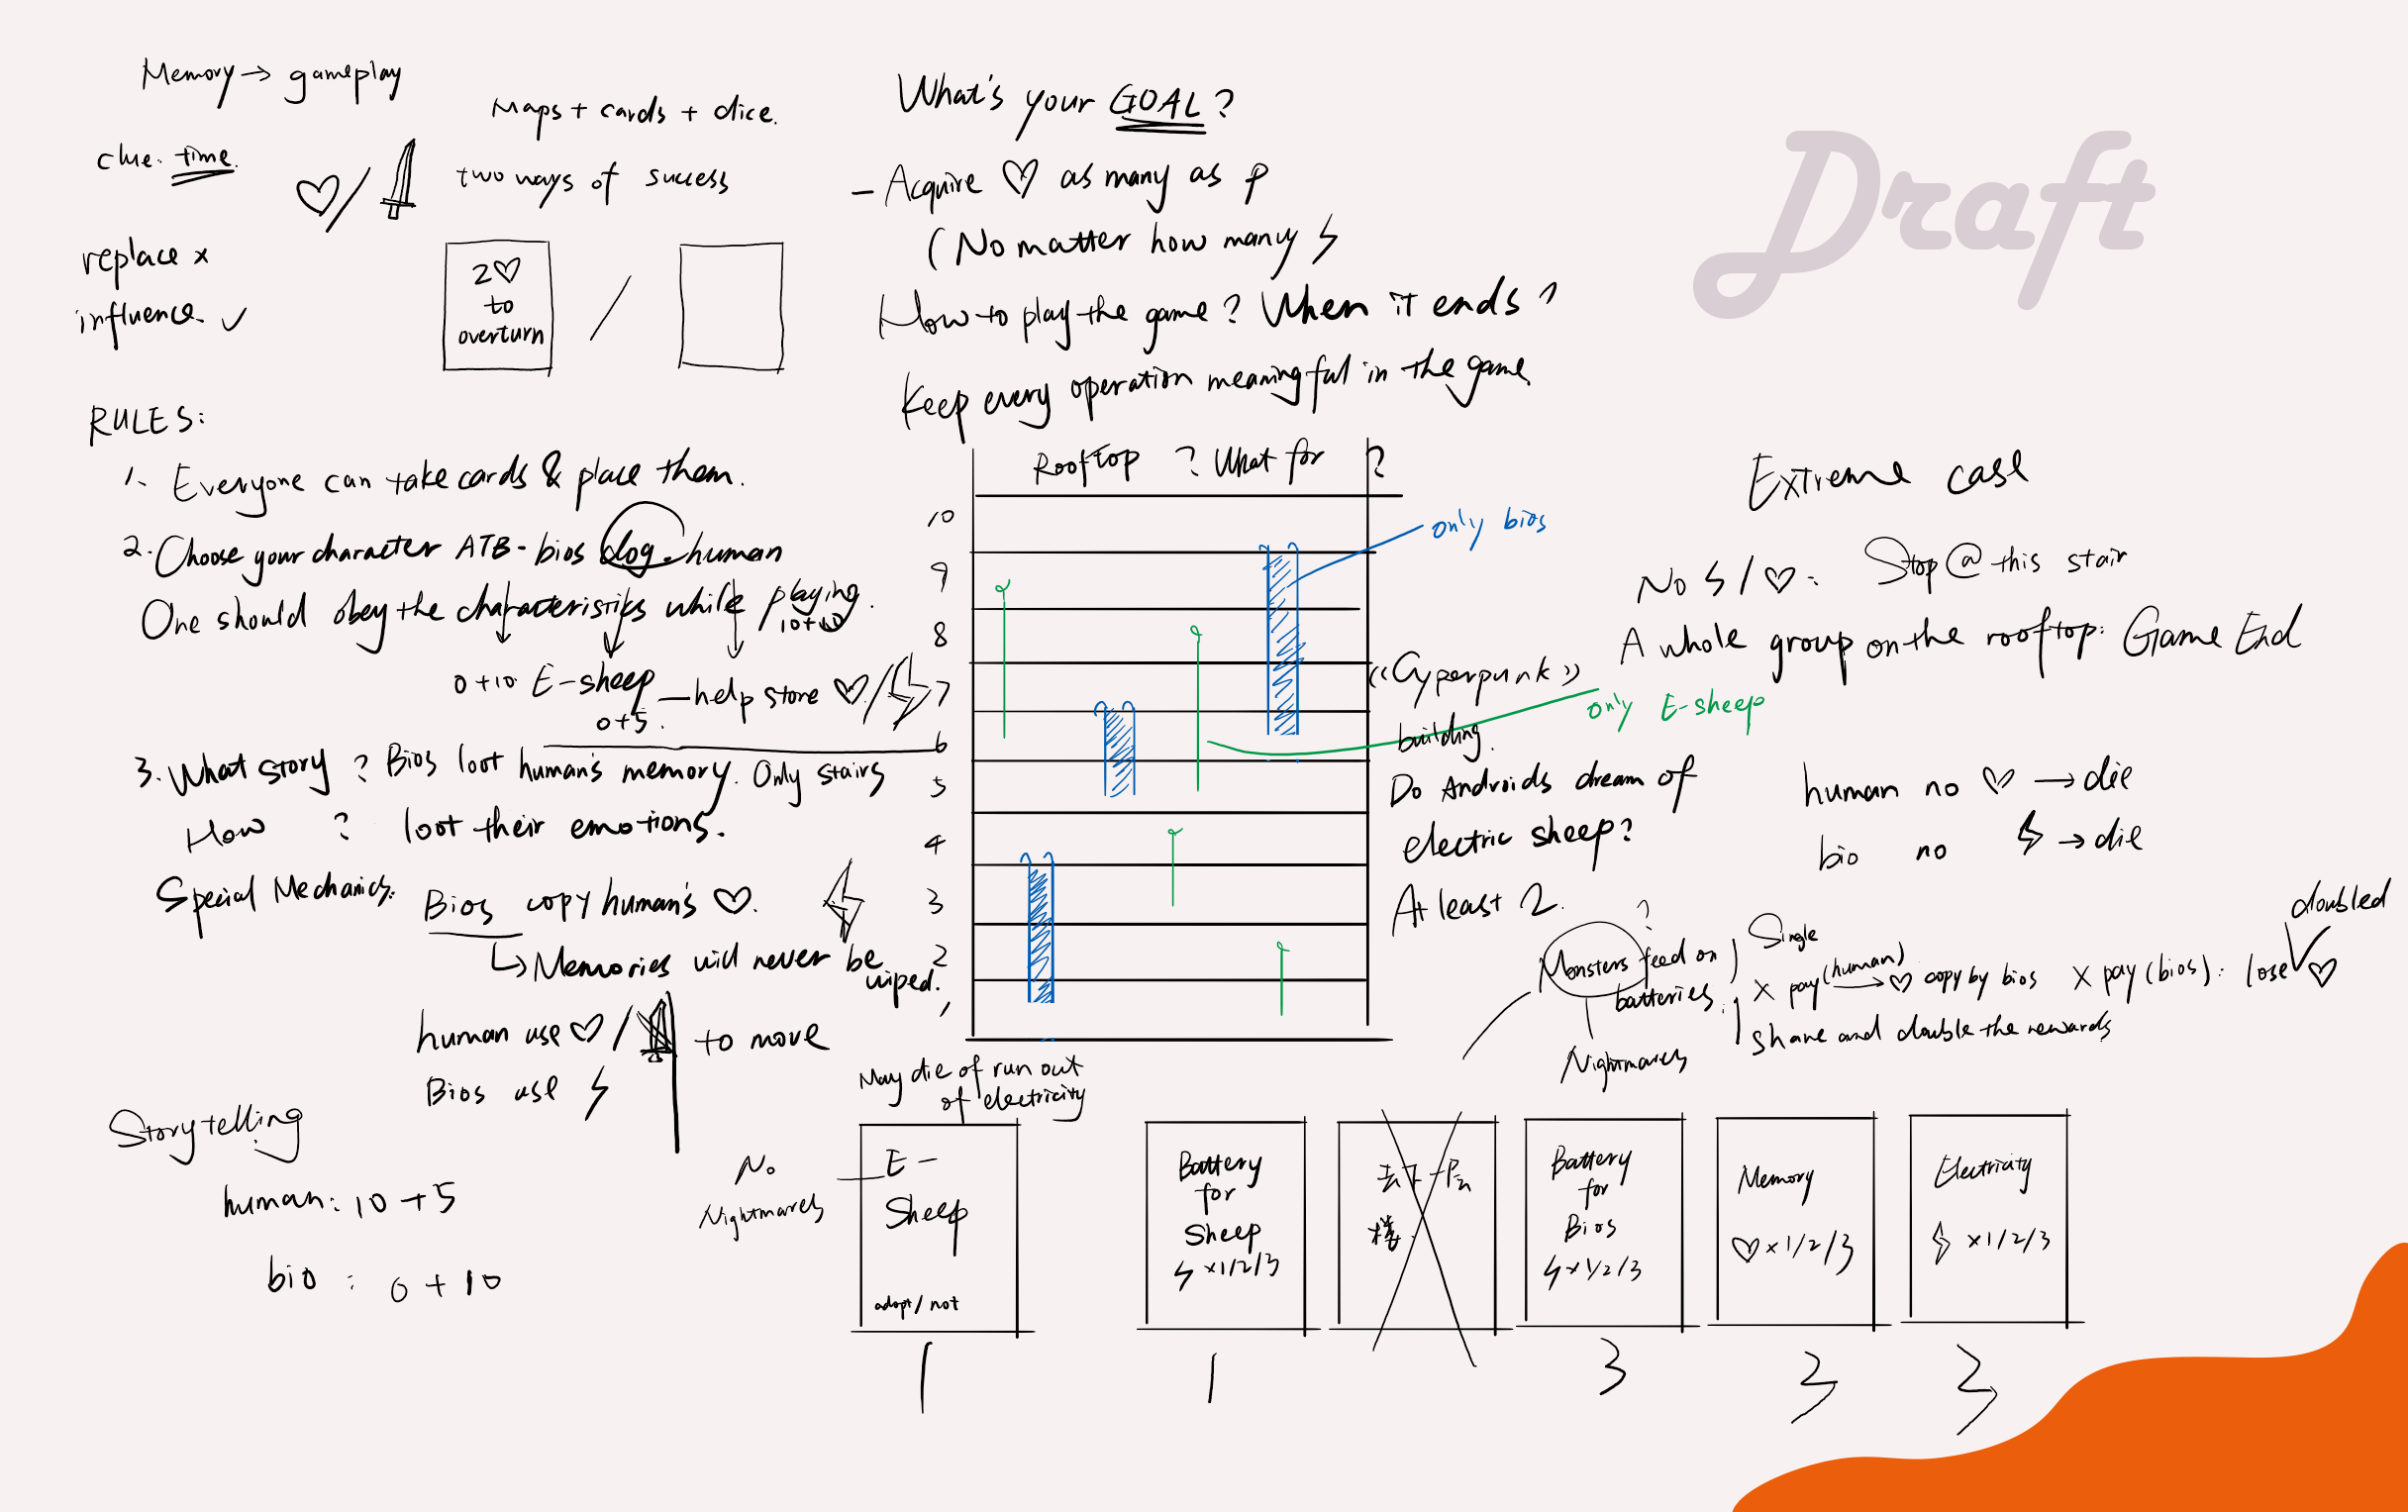 Memory → gameplay
Maps + cards + dice.
clue. time.
♡/ two ways of success
replace x
influence. ✓
2♡
to
overturn
/
What's your GOAL?
- Acquire ♡ as many as p
(No matter how many ϟ
How to play the game? When it ends?
Keep every operation meaningful in the game
Draft
RULES:
1. Everyone can take cards & place them.
2. Choose your character ATB-bios dog. human
One should obey the characteristics while playing.
10+10
0+10. E-sheep — help store ♡/ϟ
0+5.
3. What story? Bios loot human's memory. Only stairs
How ? loot their emotions.
Special Mechanics: Bios copy human's ♡. ϟ
↳ Memories will never be wiped.
human use ♡/ to move
Bios use ϟ
Storytelling
human: 10+5
bio : 0+10
Rooftop ? What for ?
10
9
8
7
6
5
4
3
2
1
only bios
only E-sheep
《Cyperpunk》
building.
Do Androids dream of
electric sheep?
At least 2.
Extreme case
No ϟ/♡: Stop@this stair
A whole group on the rooftop: Game End
human no ♡ → die
bio no ϟ → die
?
Monsters feed on
batteries.
Nightmares
Single
x pay (human) → ♡ copy by bios x pay (bios): lose ♡
doubled
share and double the rewards
May die of run out
of electricity
No
Nightmares
E-
Sheep
adopt/not
1
Battery
for
Sheep
ϟ x1/2/3
1
楼
Battery
for
Bios
ϟ x1/2/3
3
Memory
♡ x1/2/3
3
Electricity
ϟ x1/2/3
3